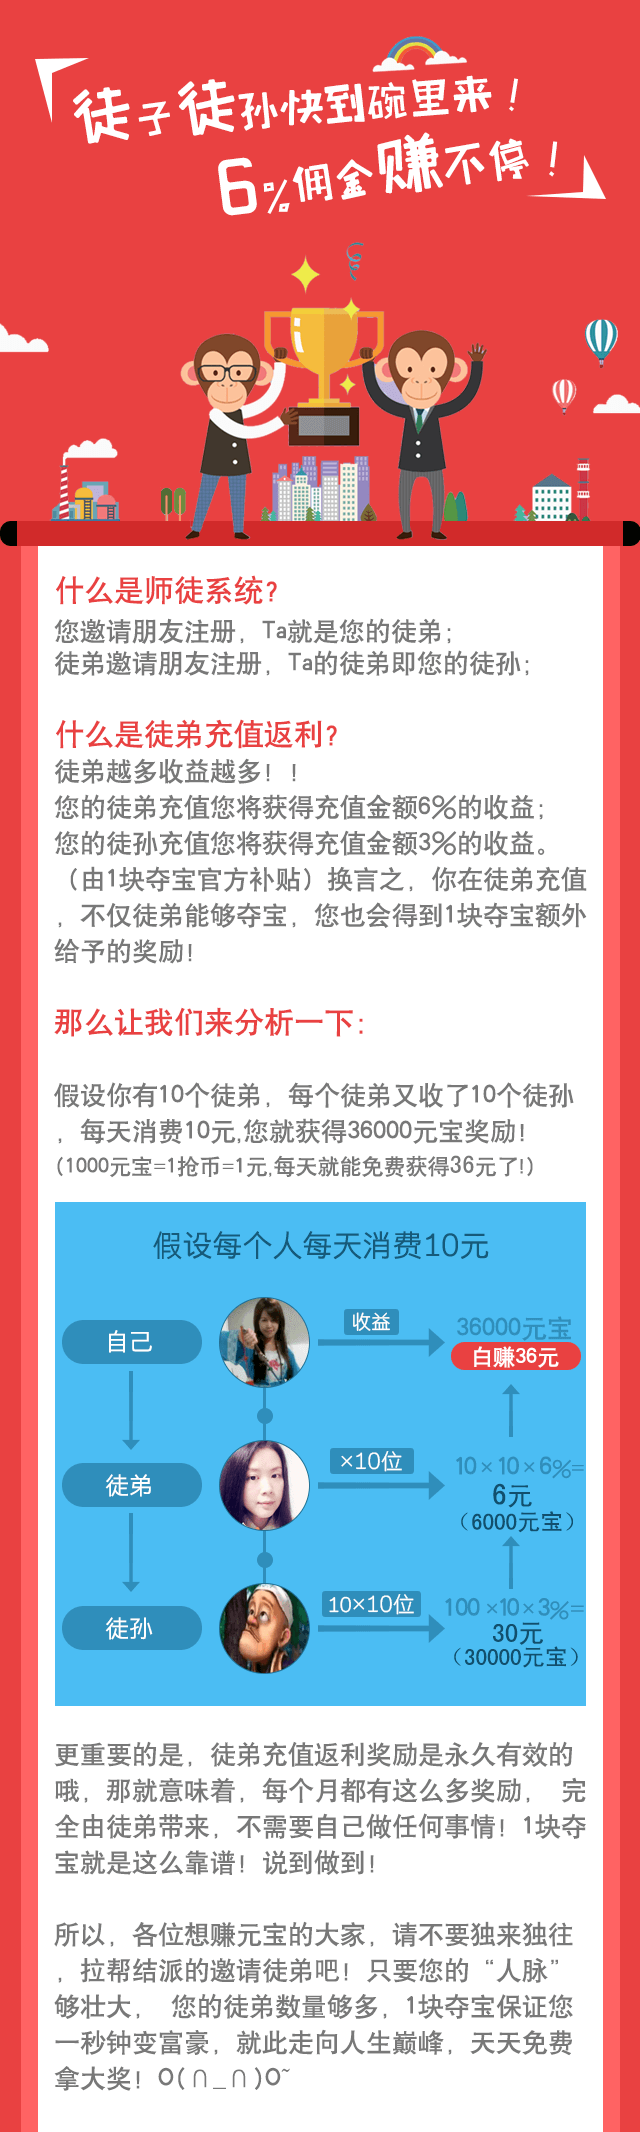 徒子徒孙快到碗里来！
6%佣金赚不停！
什么是师徒系统？
您邀请朋友注册，Ta就是您的徒弟；
徒弟邀请朋友注册，Ta的徒弟即您的徒孙；
什么是徒弟充值返利？
徒弟越多收益越多！！
您的徒弟充值您将获得充值金额6%的收益；
您的徒孙充值您将获得充值金额3%的收益。
（由1块夺宝官方补贴）换言之，你在徒弟充值
，不仅徒弟能够夺宝，您也会得到1块夺宝额外
给予的奖励！
那么让我们来分析一下：
假设你有10个徒弟，每个徒弟又收了10个徒孙
，每天消费10元,您就获得36000元宝奖励！
(1000元宝=1抢币=1元,每天就能免费获得36元了!)
假设每个人每天消费10元
自己
收益
36000元宝
白赚36元
徒弟
×10位
10×10×6%=
6元
（6000元宝）
徒孙
10×10位
100×10×3%=
30元
（30000元宝）
更重要的是，徒弟充值返利奖励是永久有效的
哦，那就意味着，每个月都有这么多奖励， 完
全由徒弟带来，不需要自己做任何事情！1块夺
宝就是这么靠谱！说到做到！
所以，各位想赚元宝的大家，请不要独来独往
，拉帮结派的邀请徒弟吧！只要您的“人脉”
够壮大， 您的徒弟数量够多，1块夺宝保证您
一秒钟变富豪，就此走向人生巅峰，天天免费
拿大奖！O(∩_∩)O~